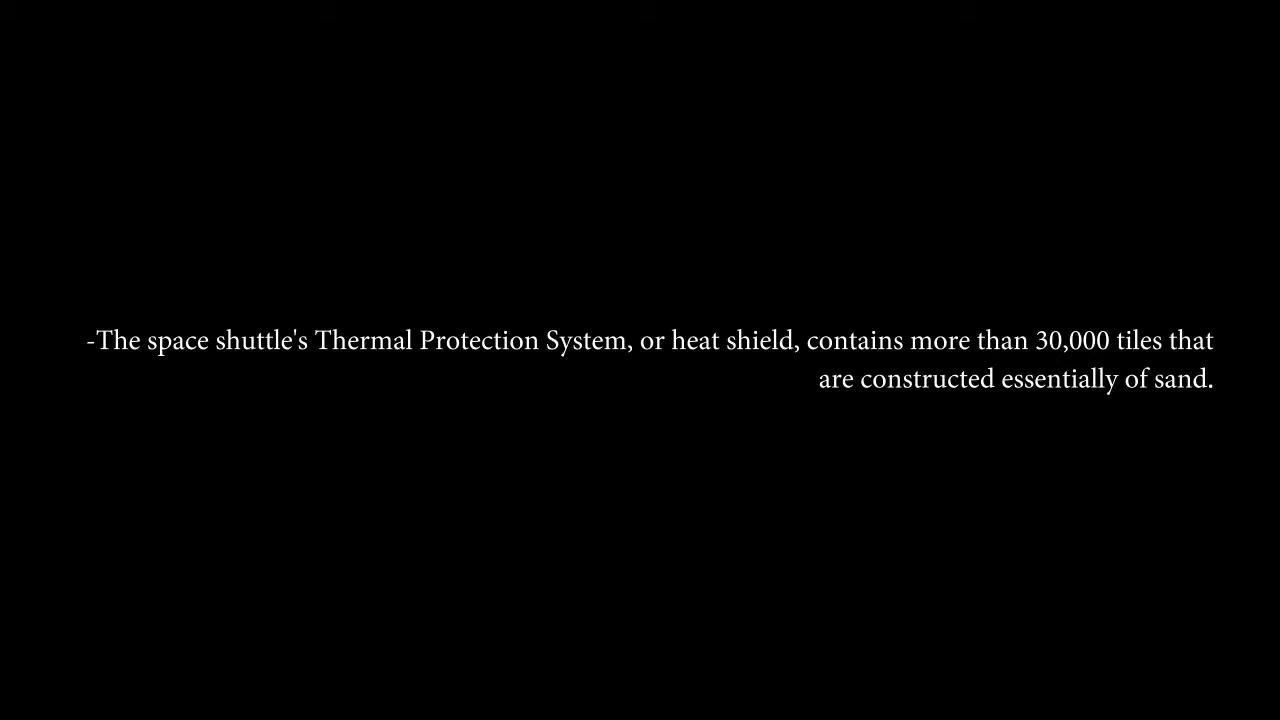 -The space shuttle's Thermal Protection System, or heat shield, contains more than 30,000 tiles that
are constructed essentially of sand.